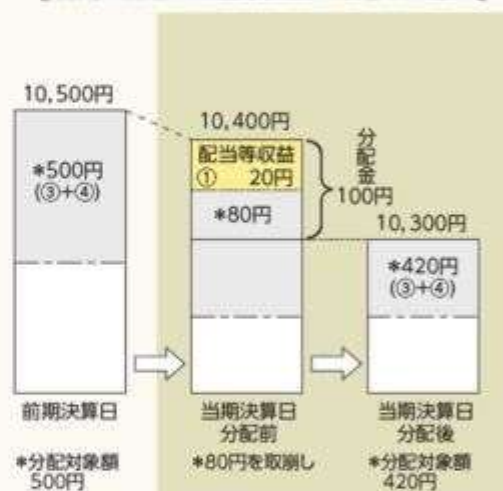 10,500円
*500円
(③+④)
10,400円
配当等収益
① 20円
*80円
分配金
100円
10,300円
*420円
(③+④)
前期決算日
当期決算日
分配前
当期決算日
分配後
*分配対象額
500円
*80円を取崩し
*分配対象額
420円